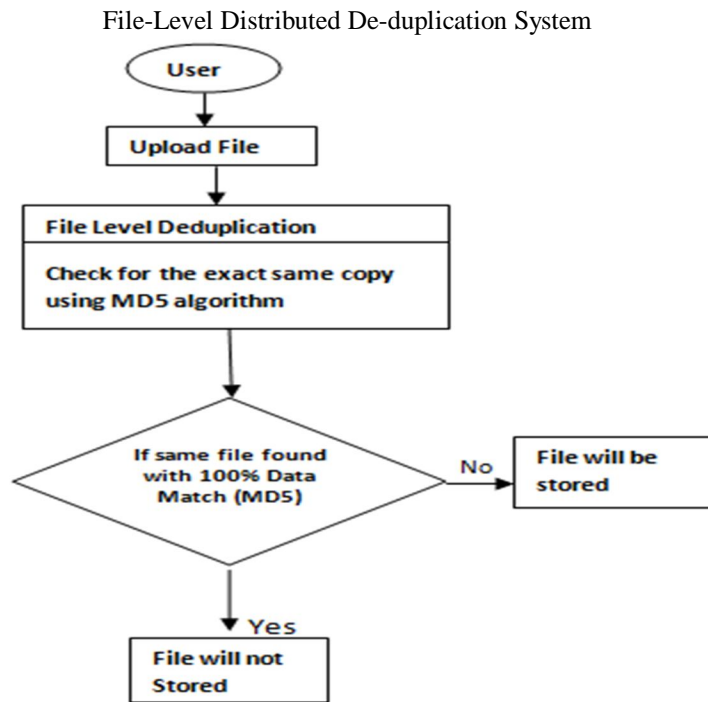 File-Level Distributed De-duplication System
User
Upload File
File Level Deduplication
Check for the exact same copy
using MD5 algorithm
If same file found
with 100% Data
Match (MD5)
No
File will be
stored
Yes
File will not
Stored